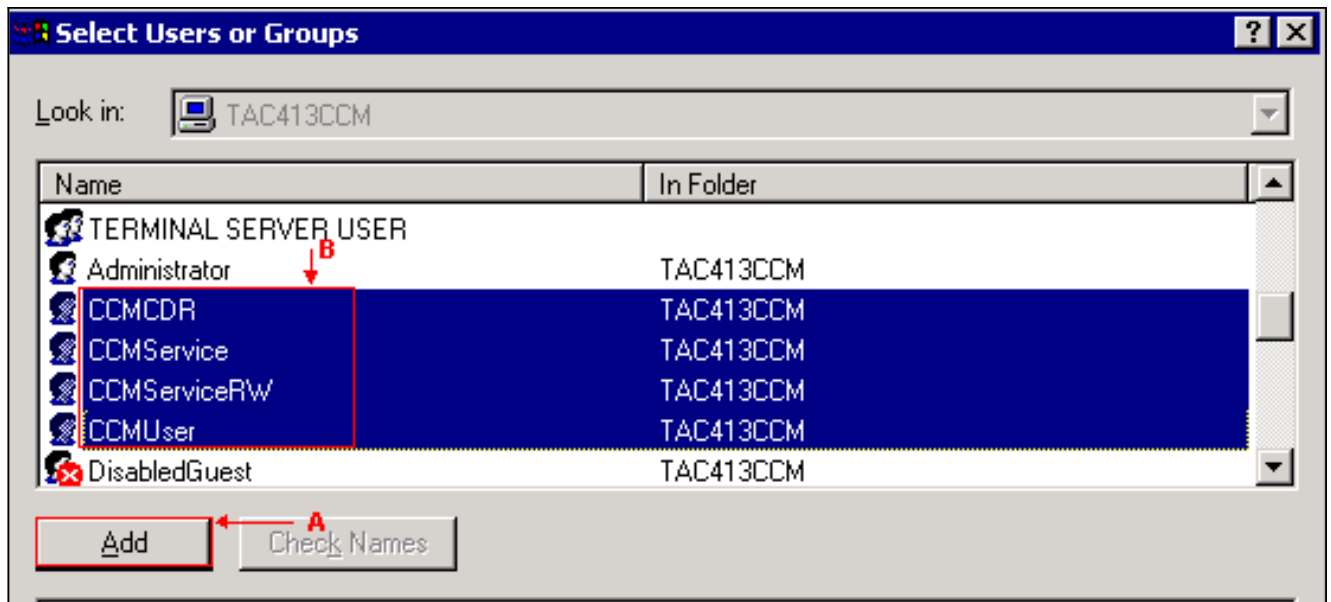 Select Users or Groups
Look in: TAC413CCM
Name In Folder
TERMINAL SERVER USER
B
Administrator TAC413CCM
CCMCDR TAC413CCM
CCMService TAC413CCM
CCMServiceRW TAC413CCM
CCMUser TAC413CCM
DisabledGuest TAC413CCM
Add A Check Names